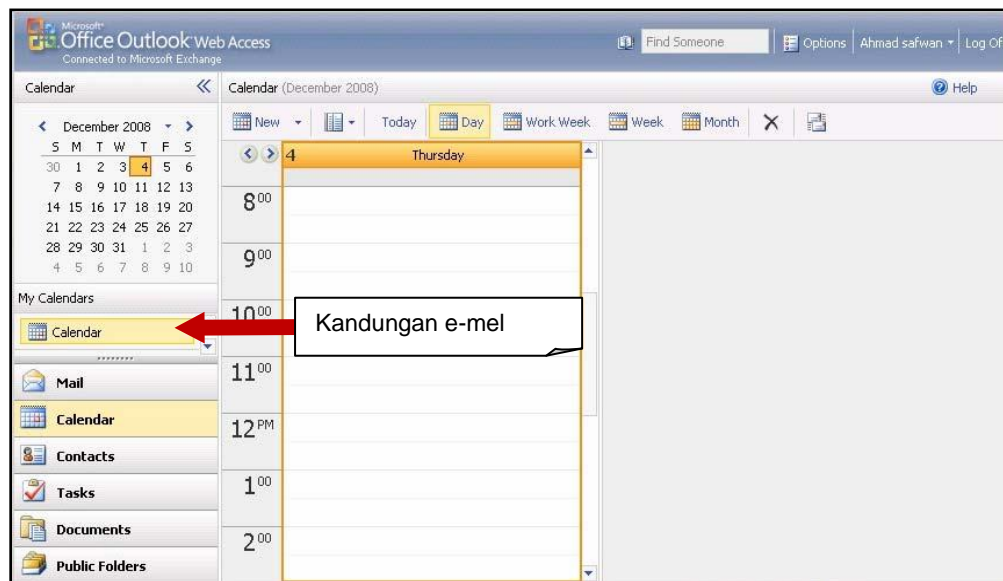 Microsoft
Office Outlook Web Access
Connected to Microsoft Exchange
Find Someone
Options
Ahmad safwan
Log Of
Calendar
Calendar (December 2008)
Help
December 2008
S M T W T F S
30 1 2 3 4 5 6
7 8 9 10 11 12 13
14 15 16 17 18 19 20
21 22 23 24 25 26 27
28 29 30 31 1 2 3
4 5 6 7 8 9 10
My Calendars
Calendar
Mail
Calendar
Contacts
Tasks
Documents
Public Folders
New
Today
Day
Work Week
Week
Month
4 Thursday
8 00
9 00
10 00
Kandungan e-mel
11 00
12 PM
1 00
2 00